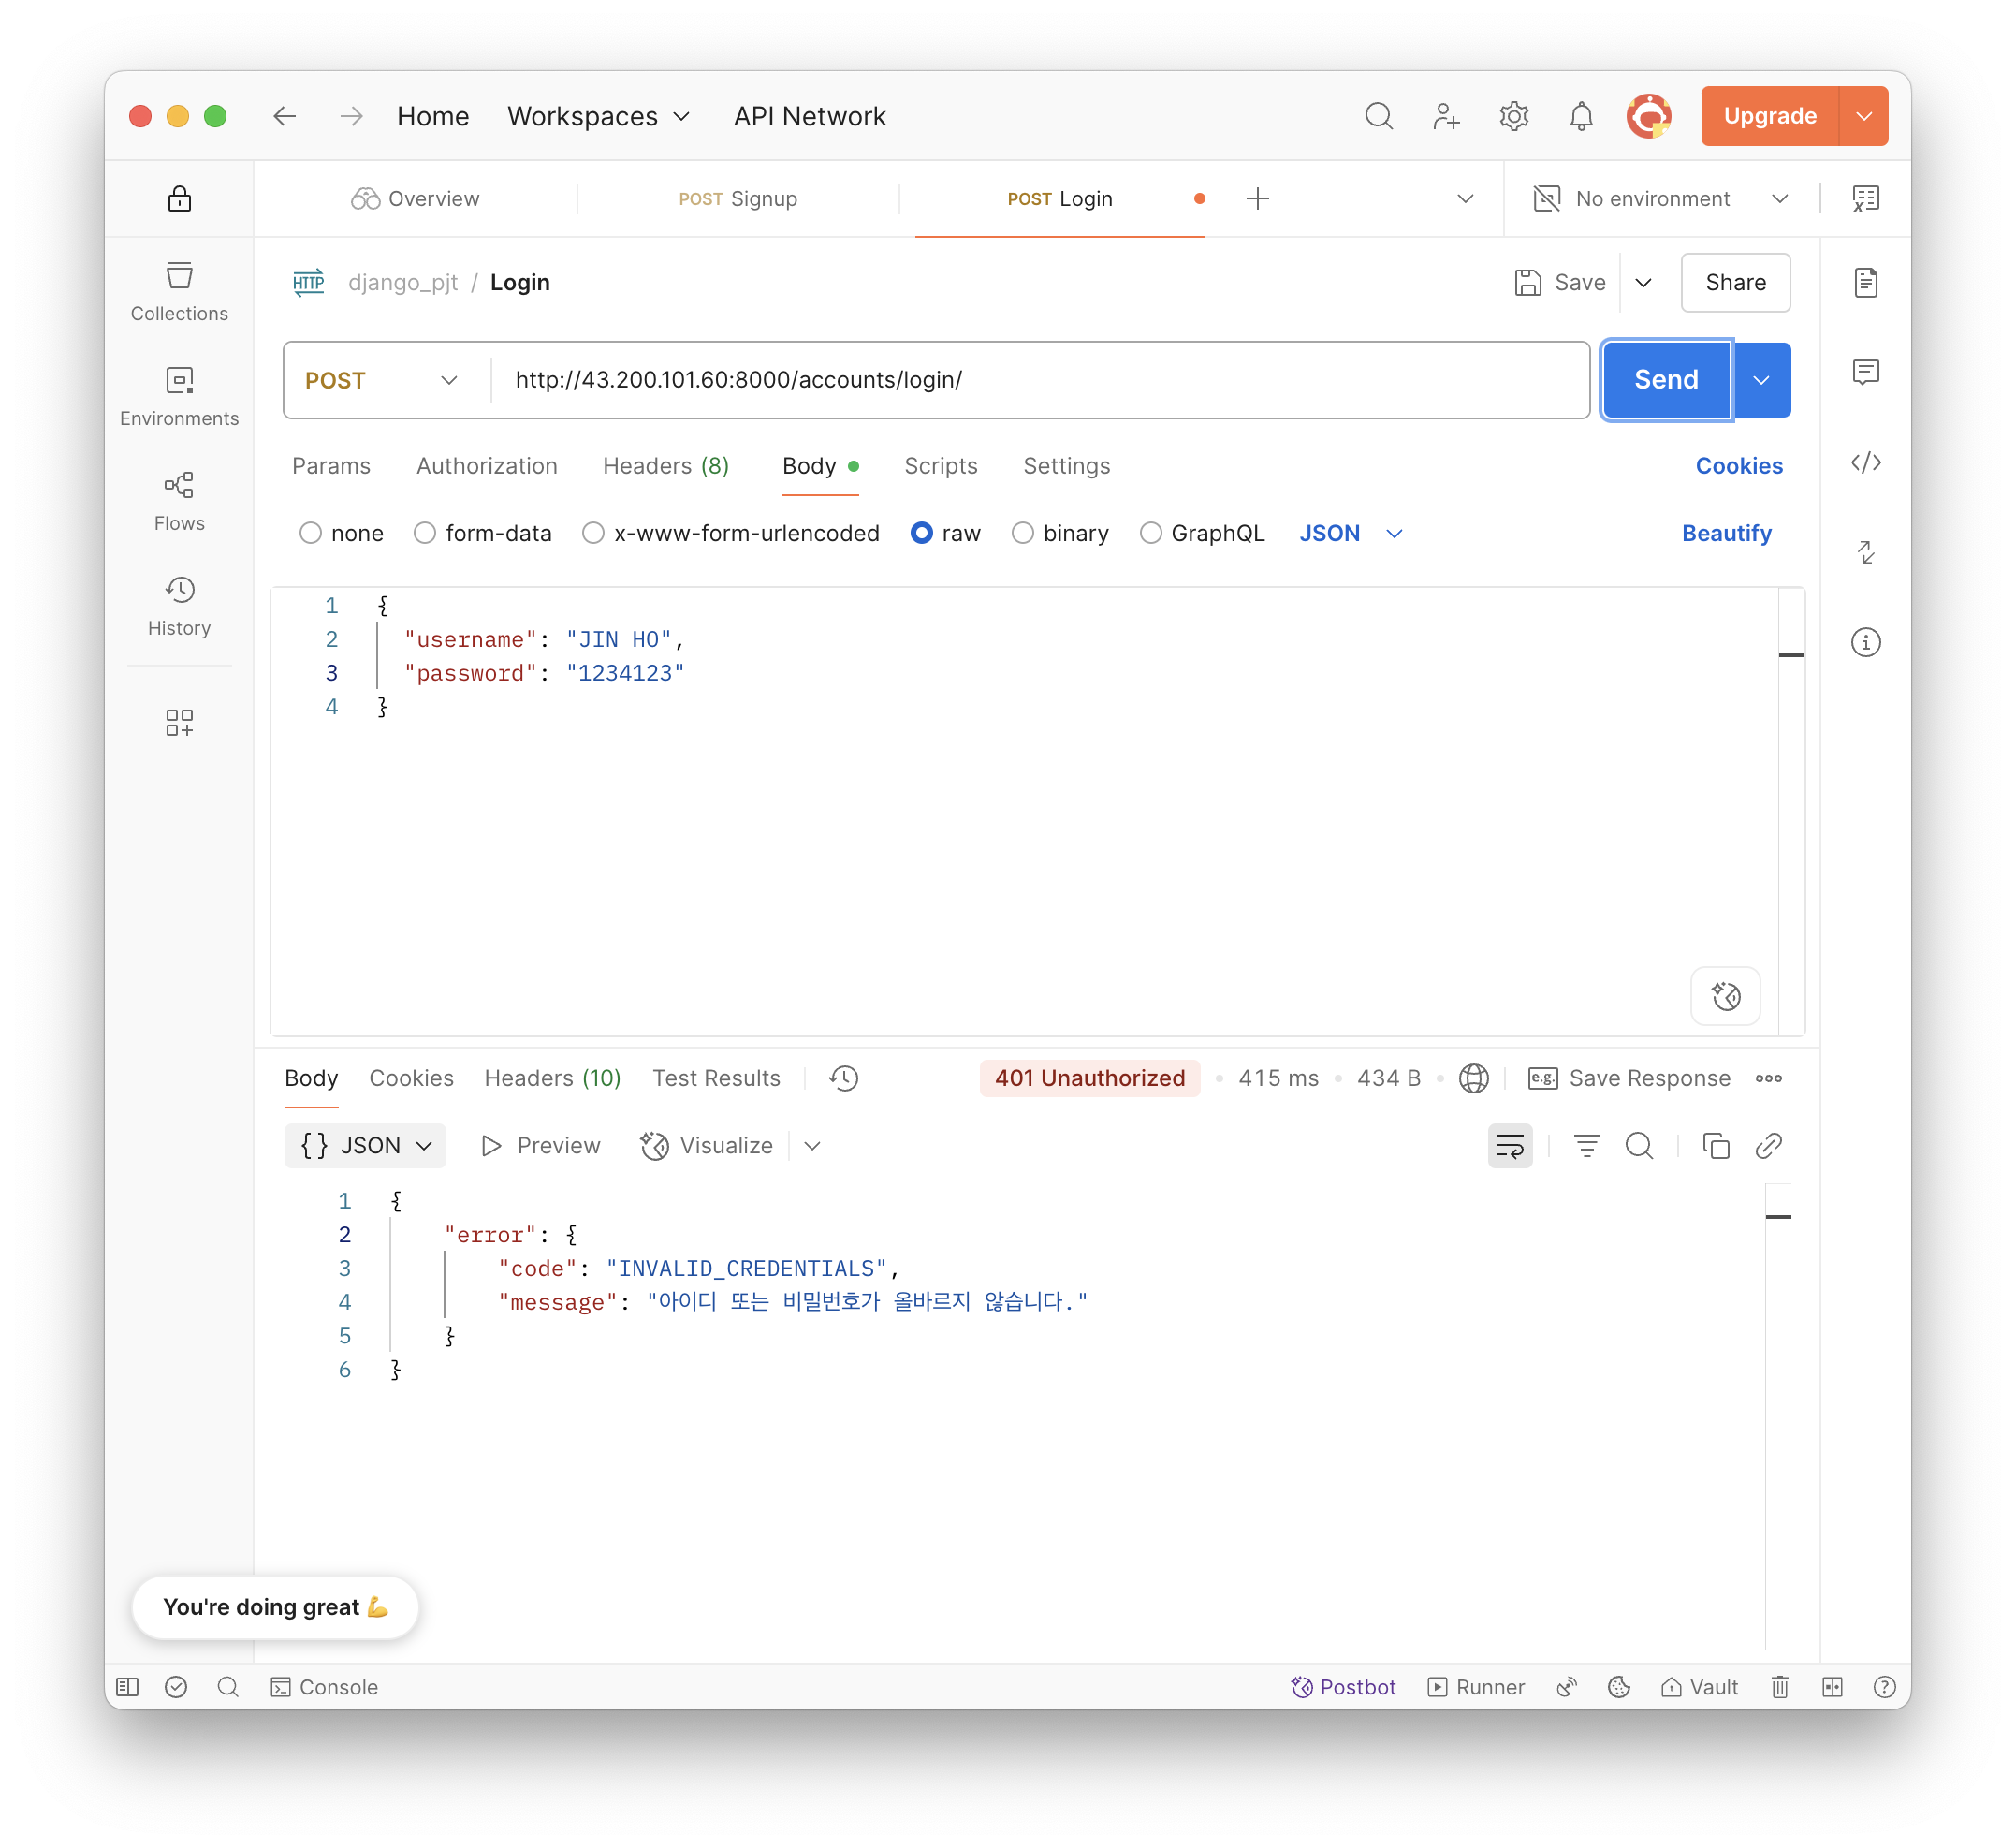 Home Workspaces API Network Upgrade
Overview POST Signup POST Login No environment
Collections
Environments
Flows
History
HTTP django_pjt / Login Save Share
POST http://43.200.101.60:8000/accounts/login/ Send
Params Authorization Headers (8) Body Scripts Settings Cookies
none form-data x-www-form-urlencoded raw binary GraphQL JSON Beautify
1 {
2 "username": "JIN HO",
3 "password": "1234123"
4 }
Body Cookies Headers (10) Test Results 401 Unauthorized 415 ms 434 B e.g. Save Response
{} JSON Preview Visualize
1 {
2 "error": {
3 "code": "INVALID_CREDENTIALS",
4 "message": "아이디 또는 비밀번호가 올바르지 않습니다."
5 }
6 }
You're doing great 💪
Console Postbot Runner Vault